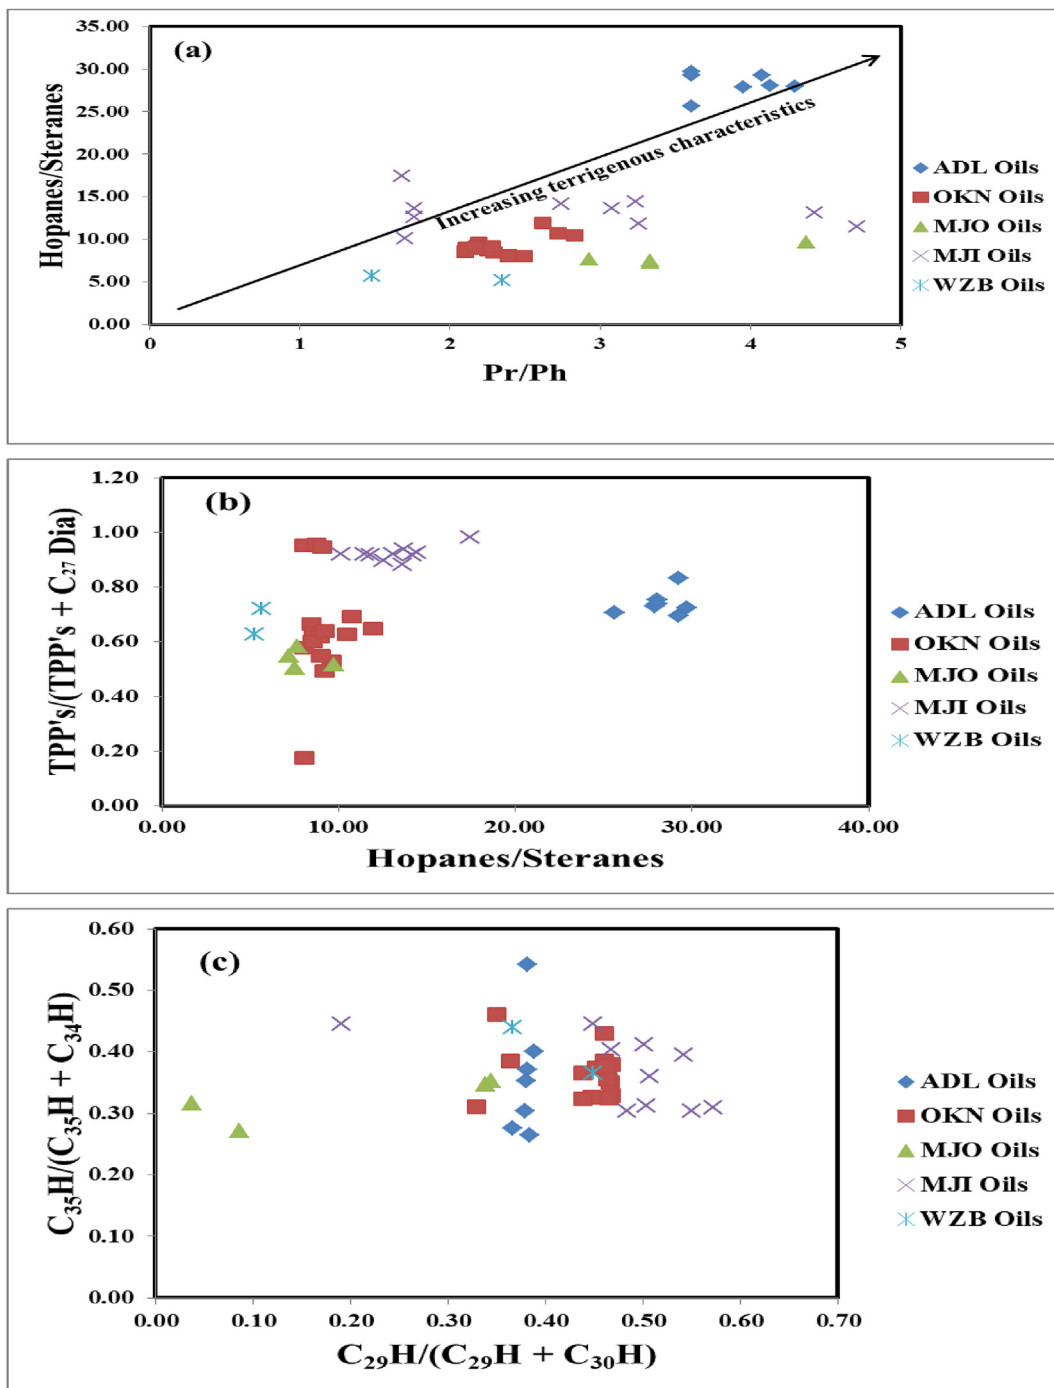 (a)
Hopanes/Steranes
35.00
30.00
25.00
20.00
15.00
10.00
5.00
0.00
0 1 2 3 4 5
Pr/Ph
Increasing terrigenous characteristics
ADL Oils
OKN Oils
MJO Oils
MJI Oils
WZB Oils
(b)
TPP's/(TPP's + C₂₇ Dia)
1.20
1.00
0.80
0.60
0.40
0.20
0.00
0.00 10.00 20.00 30.00 40.00
Hopanes/Steranes
ADL Oils
OKN Oils
MJO Oils
MJI Oils
WZB Oils
(c)
C₃₅H/(C₃₅H + C₃₄H)
0.60
0.50
0.40
0.30
0.20
0.10
0.00
0.00 0.10 0.20 0.30 0.40 0.50 0.60 0.70
C₂₉H/(C₂₉H + C₃₀H)
ADL Oils
OKN Oils
MJO Oils
MJI Oils
WZB Oils